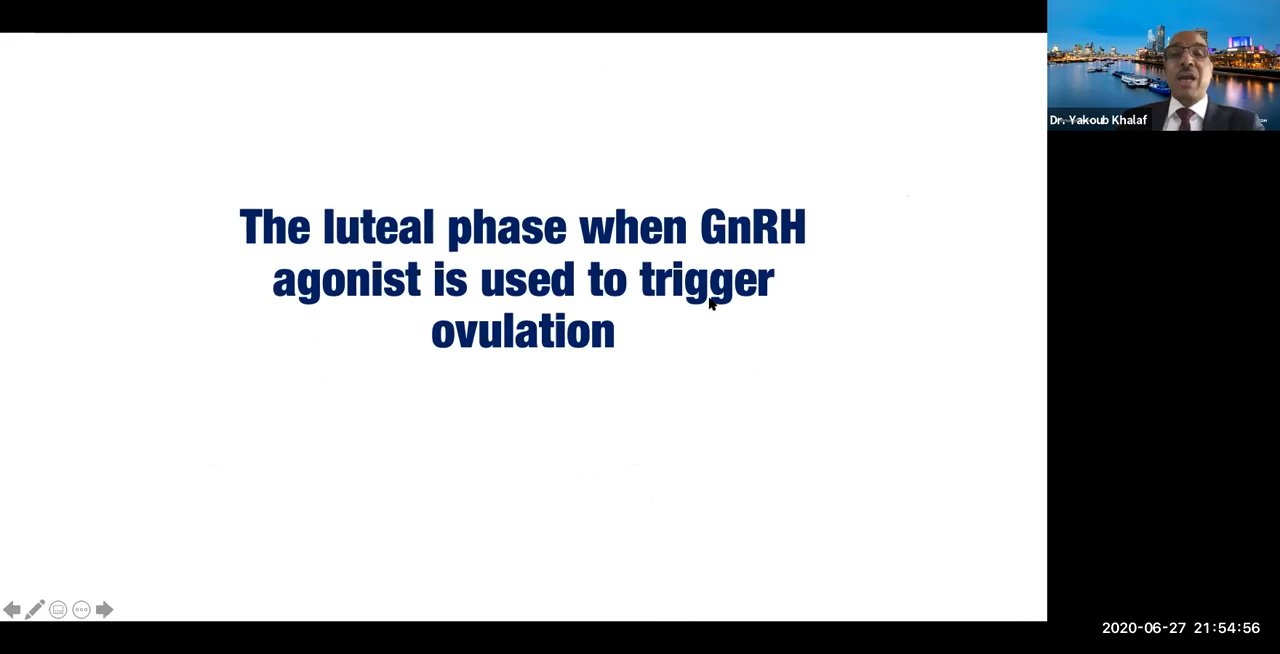 The luteal phase when GnRH
agonist is used to trigger
ovulation
Dr. Yakoub Khalaf
2020-06-27 21:54:56